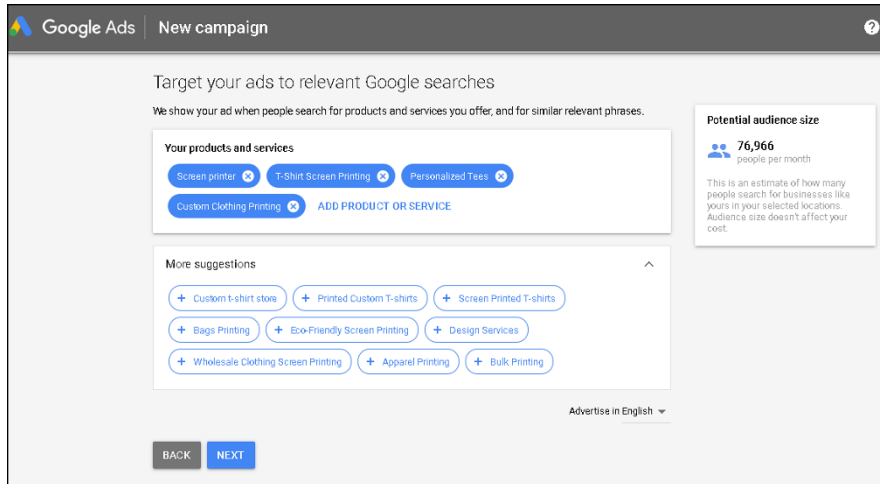 Google Ads New campaign
Target your ads to relevant Google searches
We show your ad when people search for products and services you offer, and for similar relevant phrases.
Your products and services
Screen printer
T-Shirt Screen Printing
Personalized Tees
Custom Clothing Printing
ADD PRODUCT OR SERVICE
More suggestions
+ Custom t-shirt store
+ Printed Custom T-shirts
+ Screen Printed T-shirts
+ Bags Printing
+ Eco-Friendly Screen Printing
+ Design Services
+ Wholesale Clothing Screen Printing
+ Apparel Printing
+ Bulk Printing
Advertise in English
BACK
NEXT
Potential audience size
76,966
people per month
This is an estimate of how many
people search for businesses like
yours in your selected locations.
Audience size doesn't affect your
cost.